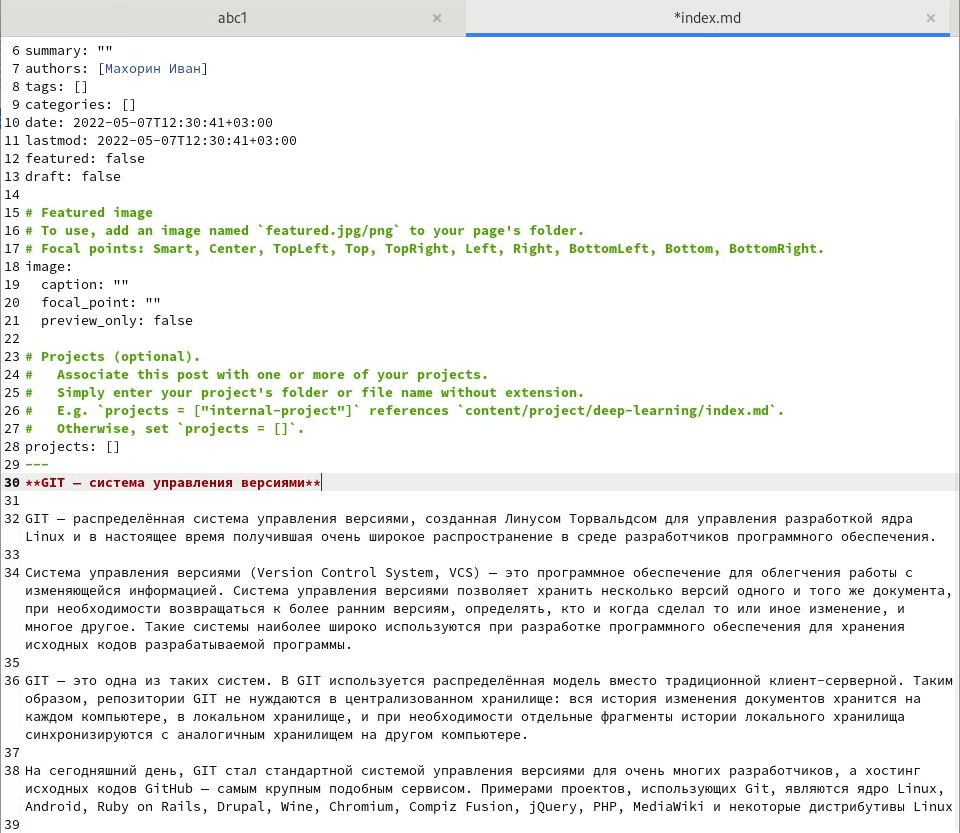 abc1 × *index.md ×
6 summary: ""
7 authors: [Махорин Иван]
8 tags: []
9 categories: []
10 date: 2022-05-07T12:30:41+03:00
11 lastmod: 2022-05-07T12:30:41+03:00
12 featured: false
13 draft: false
14
15 # Featured image
16 # To use, add an image named `featured.jpg/png` to your page's folder.
17 # Focal points: Smart, Center, TopLeft, Top, TopRight, Left, Right, BottomLeft, Bottom, BottomRight.
18 image:
19   caption: ""
20   focal_point: ""
21   preview_only: false
22
23 # Projects (optional).
24 #   Associate this post with one or more of your projects.
25 #   Simply enter your project's folder or file name without extension.
26 #   E.g. `projects = ["internal-project"]` references `content/project/deep-learning/index.md`.
27 #   Otherwise, set `projects = []`.
28 projects: []
29 ---
30 **GIT — система управления версиями**
31
32 GIT — распределённая система управления версиями, созданная Линусом Торвальдсом для управления разработкой ядра
Linux и в настоящее время получившая очень широкое распространение в среде разработчиков программного обеспечения.
33
34 Система управления версиями (Version Control System, VCS) — это программное обеспечение для облегчения работы с
изменяющейся информацией. Система управления версиями позволяет хранить несколько версий одного и того же документа,
при необходимости возвращаться к более ранним версиям, определять, кто и когда сделал то или иное изменение, и
многое другое. Такие системы наиболее широко используются при разработке программного обеспечения для хранения
исходных кодов разрабатываемой программы.
35
36 GIT — это одна из таких систем. В GIT используется распределённая модель вместо традиционной клиент-серверной. Таким
образом, репозитории GIT не нуждаются в централизованном хранилище: вся история изменения документов хранится на
каждом компьютере, в локальном хранилище, и при необходимости отдельные фрагменты истории локального хранилища
синхронизируются с аналогичным хранилищем на другом компьютере.
37
38 На сегодняшний день, GIT стал стандартной системой управления версиями для очень многих разработчиков, а хостинг
исходных кодов GitHub — самым крупным подобным сервисом. Примерами проектов, использующих Git, являются ядро Linux,
Android, Ruby on Rails, Drupal, Wine, Chromium, Compiz Fusion, jQuery, PHP, MediaWiki и некоторые дистрибутивы Linux
39